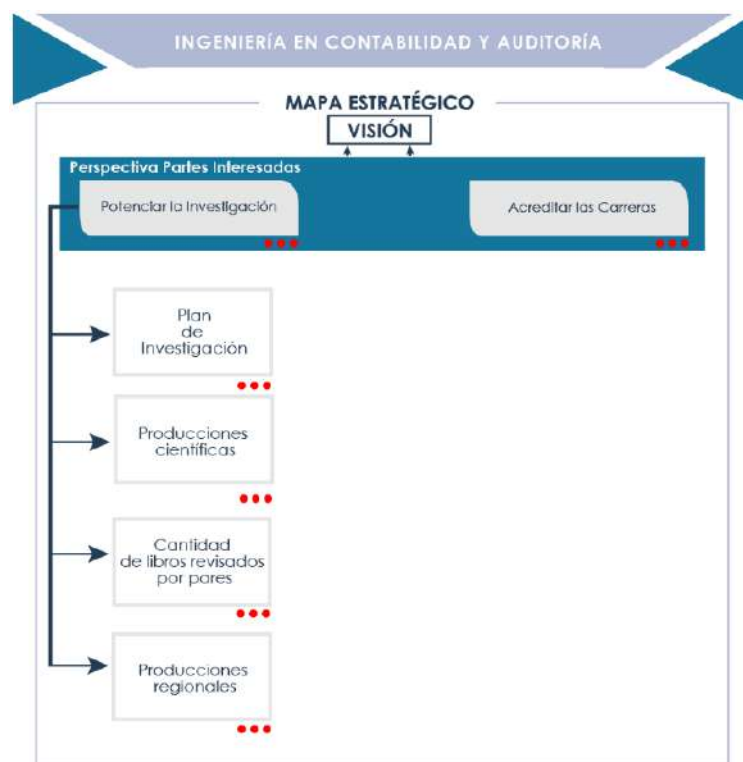 INGENIERÍA EN CONTABILIDAD Y AUDITORÍA
MAPA ESTRATÉGICO
VISIÓN
Perspectiva Partes Interesadas
Potenciar la Investigación
Acreditar las Carreras
Plan
de
Investigación
Producciones
científicas
Cantidad
de libros revisados
por pares
Producciones
regionales